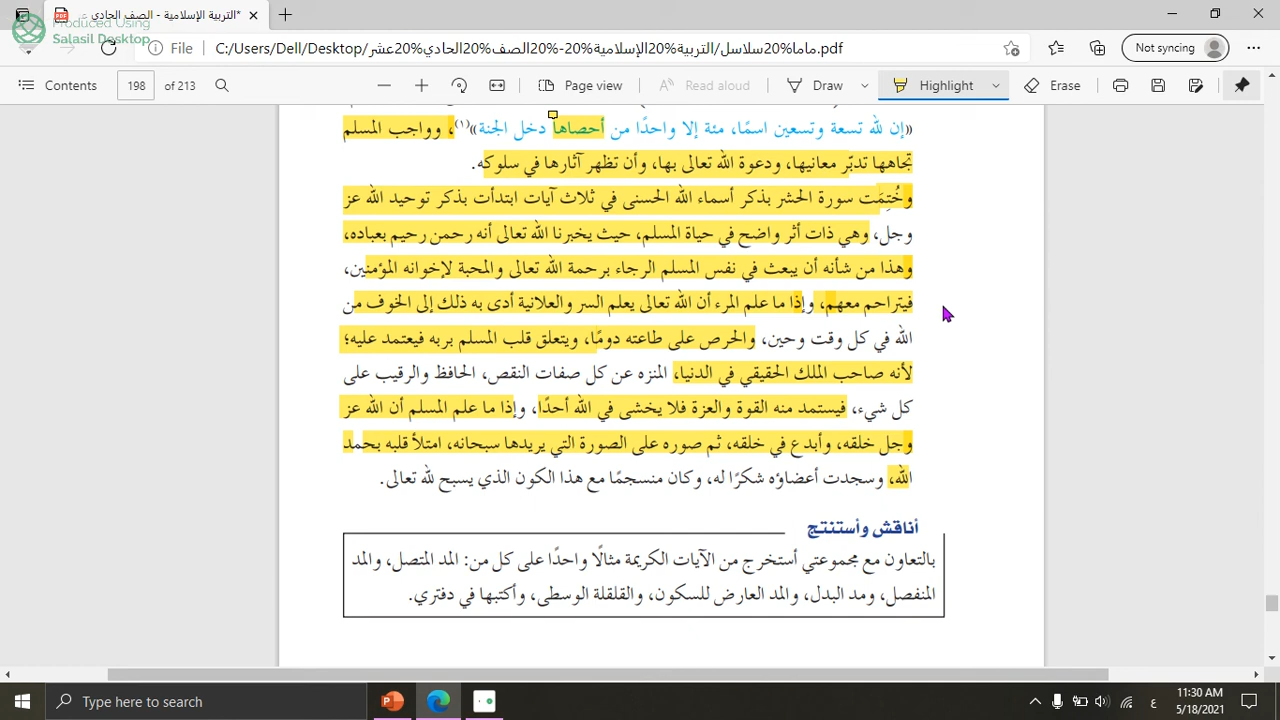 *التربية الإسلامية - الصف الحادي ع
Produced Using
Salasil Desktop
File
C:/Users/Dell/Desktop/ماما%20سلاسل/التربية%20الإسلامية%20-%20الصف%20الحادي%20عشر.pdf
Not syncing
Contents
198
of 213
Page view
Read aloud
Draw
Highlight
Erase
«إن لله تسعة وتسعين اسمًا، مئة إلا واحدًا من أحصاها دخل الجنة»(١)، وواجب المسلم
تجاهها تدبّر معانيها، ودعوة الله تعالى بها، وأن تظهر آثارها في سلوكه.
وخُتِمَت سورة الحشر بذكر أسماء الله الحسنى في ثلاث آيات ابتدأت بذكر توحيد الله عز
وجل، وهي ذات أثر واضح في حياة المسلم، حيث يخبرنا الله تعالى أنه رحمن رحيم بعباده،
وهذا من شأنه أن يبعث في نفس المسلم الرجاء برحمة الله تعالى والمحبة لإخوانه المؤمنين،
فيتراحم معهم، وإذا ما علم المرء أن الله تعالى يعلم السر والعلانية أدى به ذلك إلى الخوف من
الله في كل وقت وحين، والحرص على طاعته دومًا، ويتعلق قلب المسلم بربه فيعتمد عليه؛
لأنه صاحب الملك الحقيقي في الدنيا، المنزه عن كل صفات النقص، الحافظ والرقيب على
كل شيء، فيستمد منه القوة والعزة فلا يخشى في الله أحدًا، وإذا ما علم المسلم أن الله عز
وجل خلقه، وأبدع في خلقه، ثم صوره على الصورة التي يريدها سبحانه، امتلأ قلبه بحمد
الله، وسجدت أعضاؤه شكرًا له، وكان منسجمًا مع هذا الكون الذي يسبح لله تعالى.
أناقش وأستنتج
بالتعاون مع مجموعتي أستخرج من الآيات الكريمة مثالًا واحدًا على كل من: المد المتصل، والمد
المنفصل، ومد البدل، والمد العارض للسكون، والقلقلة الوسطى، وأكتبها في دفتري.
Type here to search
ع
11:30 AM
5/18/2021